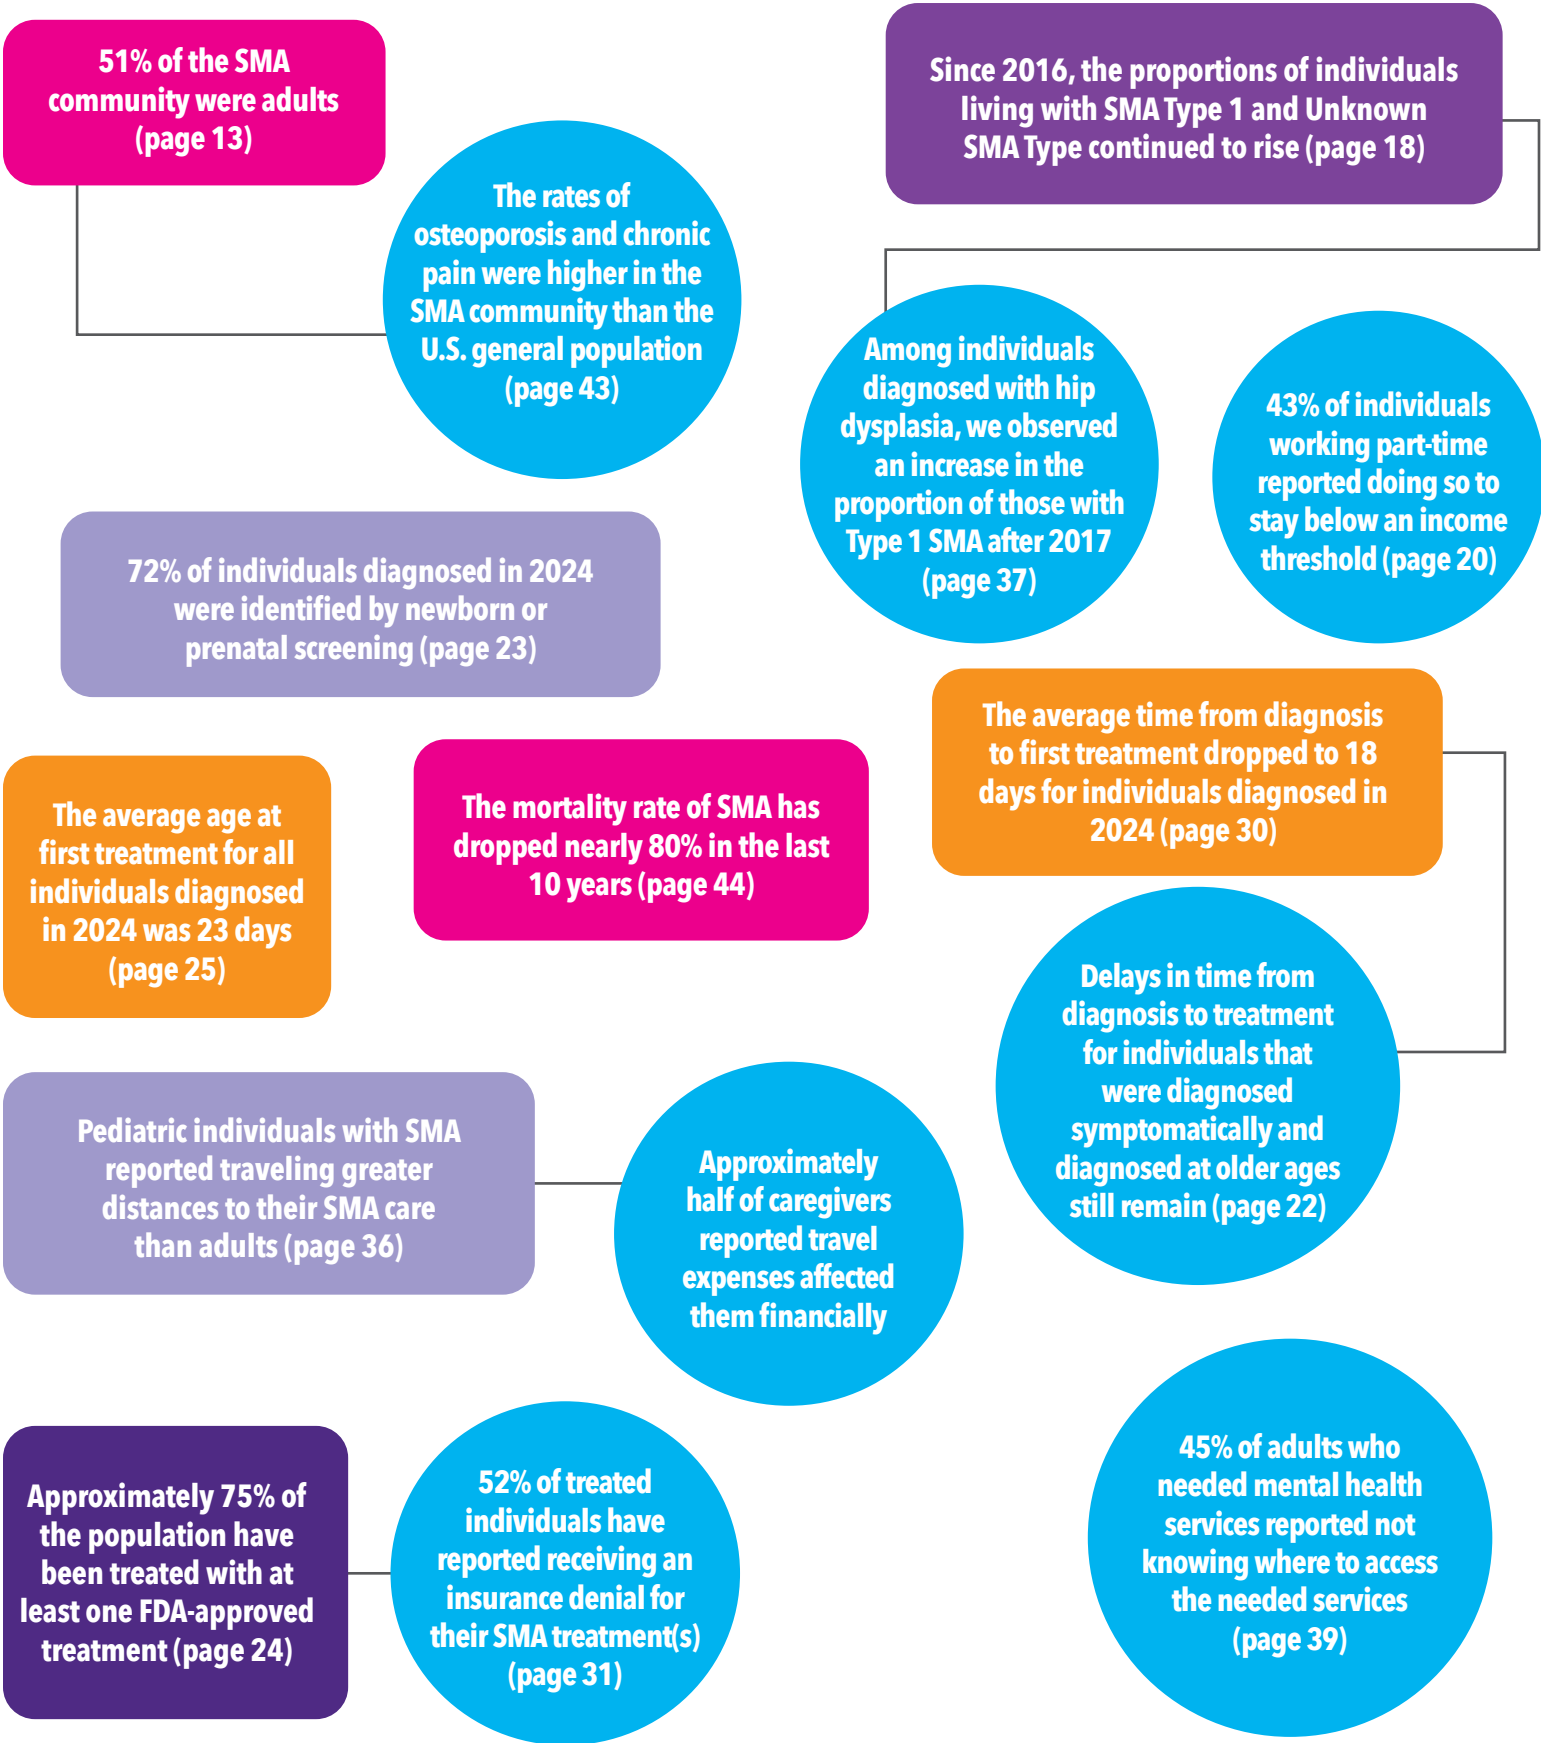 51% of the SMA
community were adults
(page 13)
Since 2016, the proportions of individuals
living with SMA Type 1 and Unknown
SMA Type continued to rise (page 18)
The rates of
osteoporosis and chronic
pain were higher in the
SMA community than the
U.S. general population
(page 43)
Among individuals
diagnosed with hip
dysplasia, we observed
an increase in the
proportion of those with
Type 1 SMA after 2017
(page 37)
43% of individuals
working part-time
reported doing so to
stay below an income
threshold (page 20)
72% of individuals diagnosed in 2024
were identified by newborn or
prenatal screening (page 23)
The average time from diagnosis
to first treatment dropped to 18
days for individuals diagnosed in
2024 (page 30)
The average age at
first treatment for all
individuals diagnosed
in 2024 was 23 days
(page 25)
The mortality rate of SMA has
dropped nearly 80% in the last
10 years (page 44)
Delays in time from
diagnosis to treatment
for individuals that
were diagnosed
symptomatically and
diagnosed at older ages
still remain (page 22)
Pediatric individuals with SMA
reported traveling greater
distances to their SMA care
than adults (page 36)
Approximately
half of caregivers
reported travel
expenses affected
them financially
Approximately 75% of
the population have
been treated with at
least one FDA-approved
treatment (page 24)
52% of treated
individuals have
reported receiving an
insurance denial for
their SMA treatment(s)
(page 31)
45% of adults who
needed mental health
services reported not
knowing where to access
the needed services
(page 39)